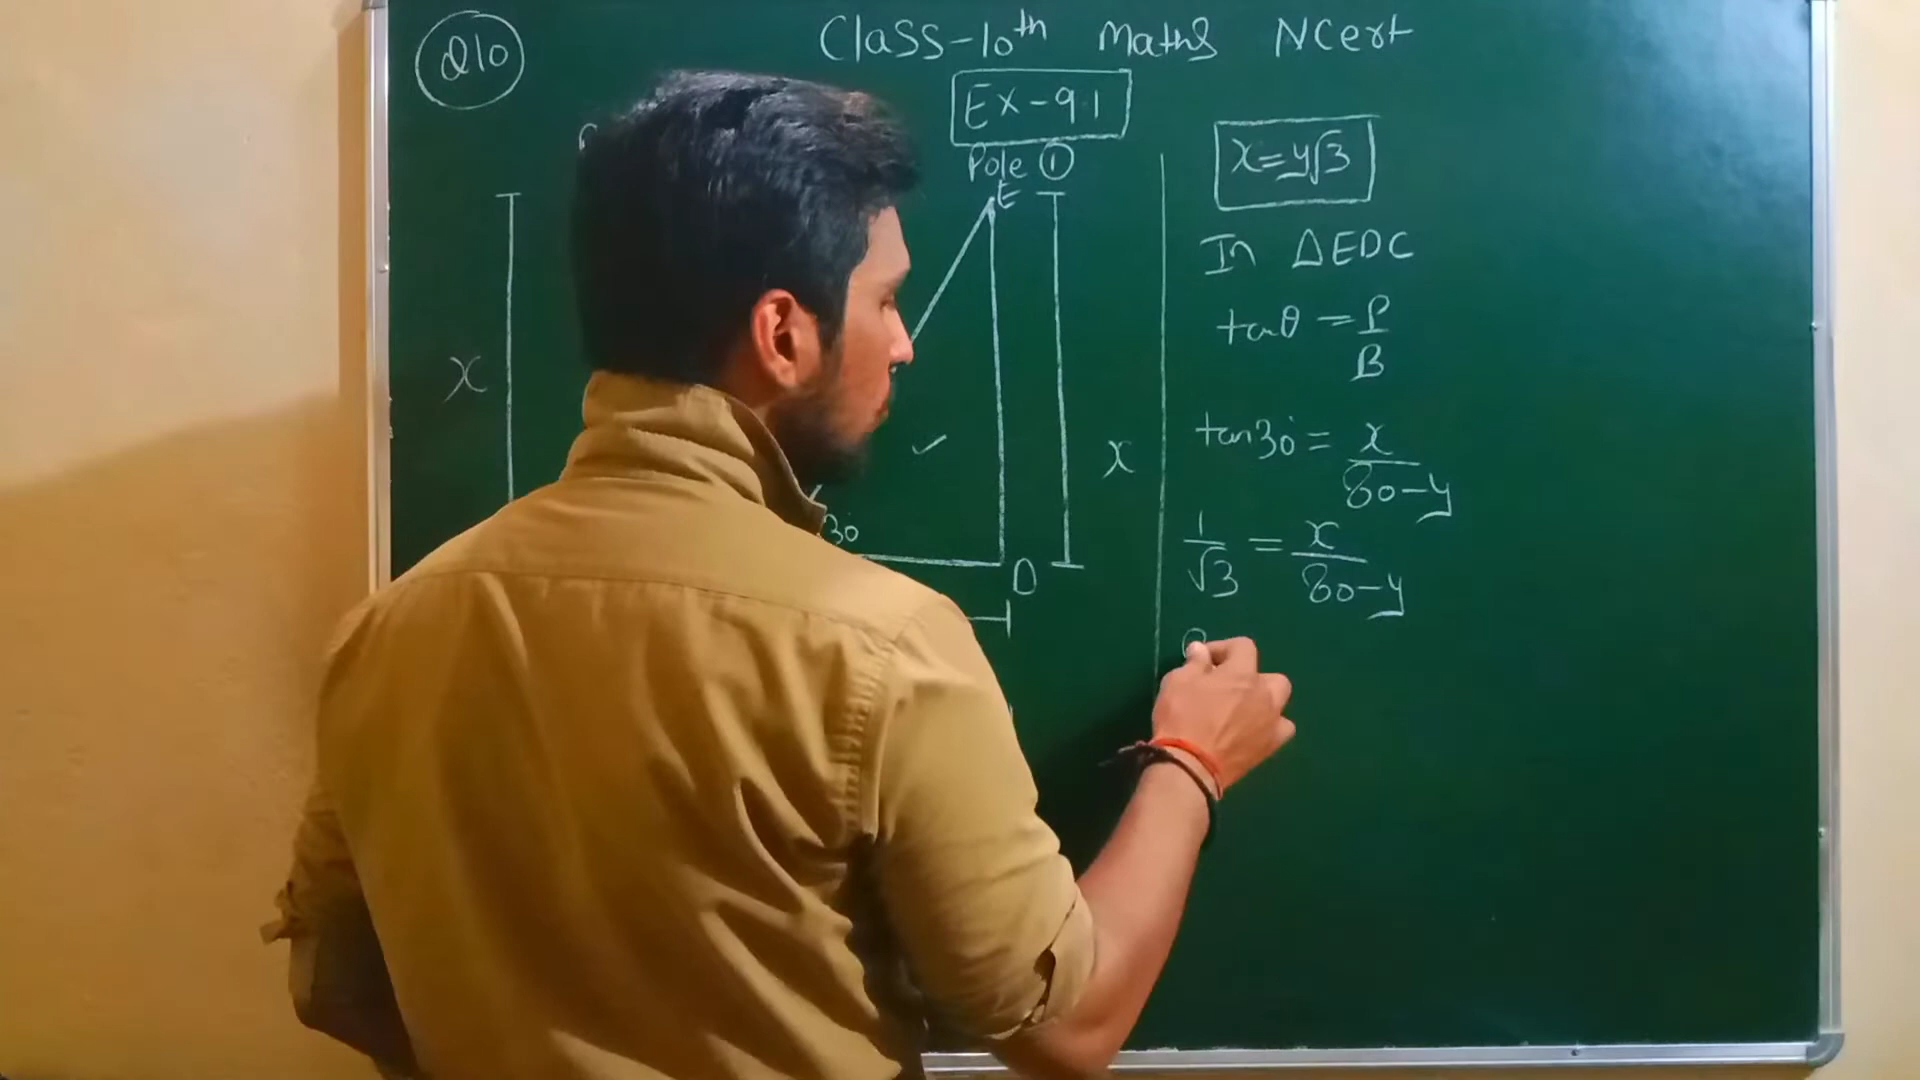 Q10
Class-10th Maths NCert
Ex-9.1
Pole ①
E
x
x
30°
D
x=y√3
In △EDC
tanθ = P/B
tan30° = x/80-y
1/√3 = x/80-y